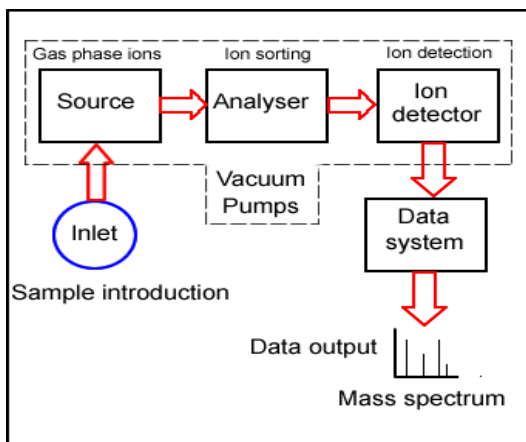 Gas phase ions
Ion sorting
Ion detection
Source
Analyser
Ion
detector
Vacuum
Pumps
Inlet
Data
system
Sample introduction
Data output
Mass spectrum